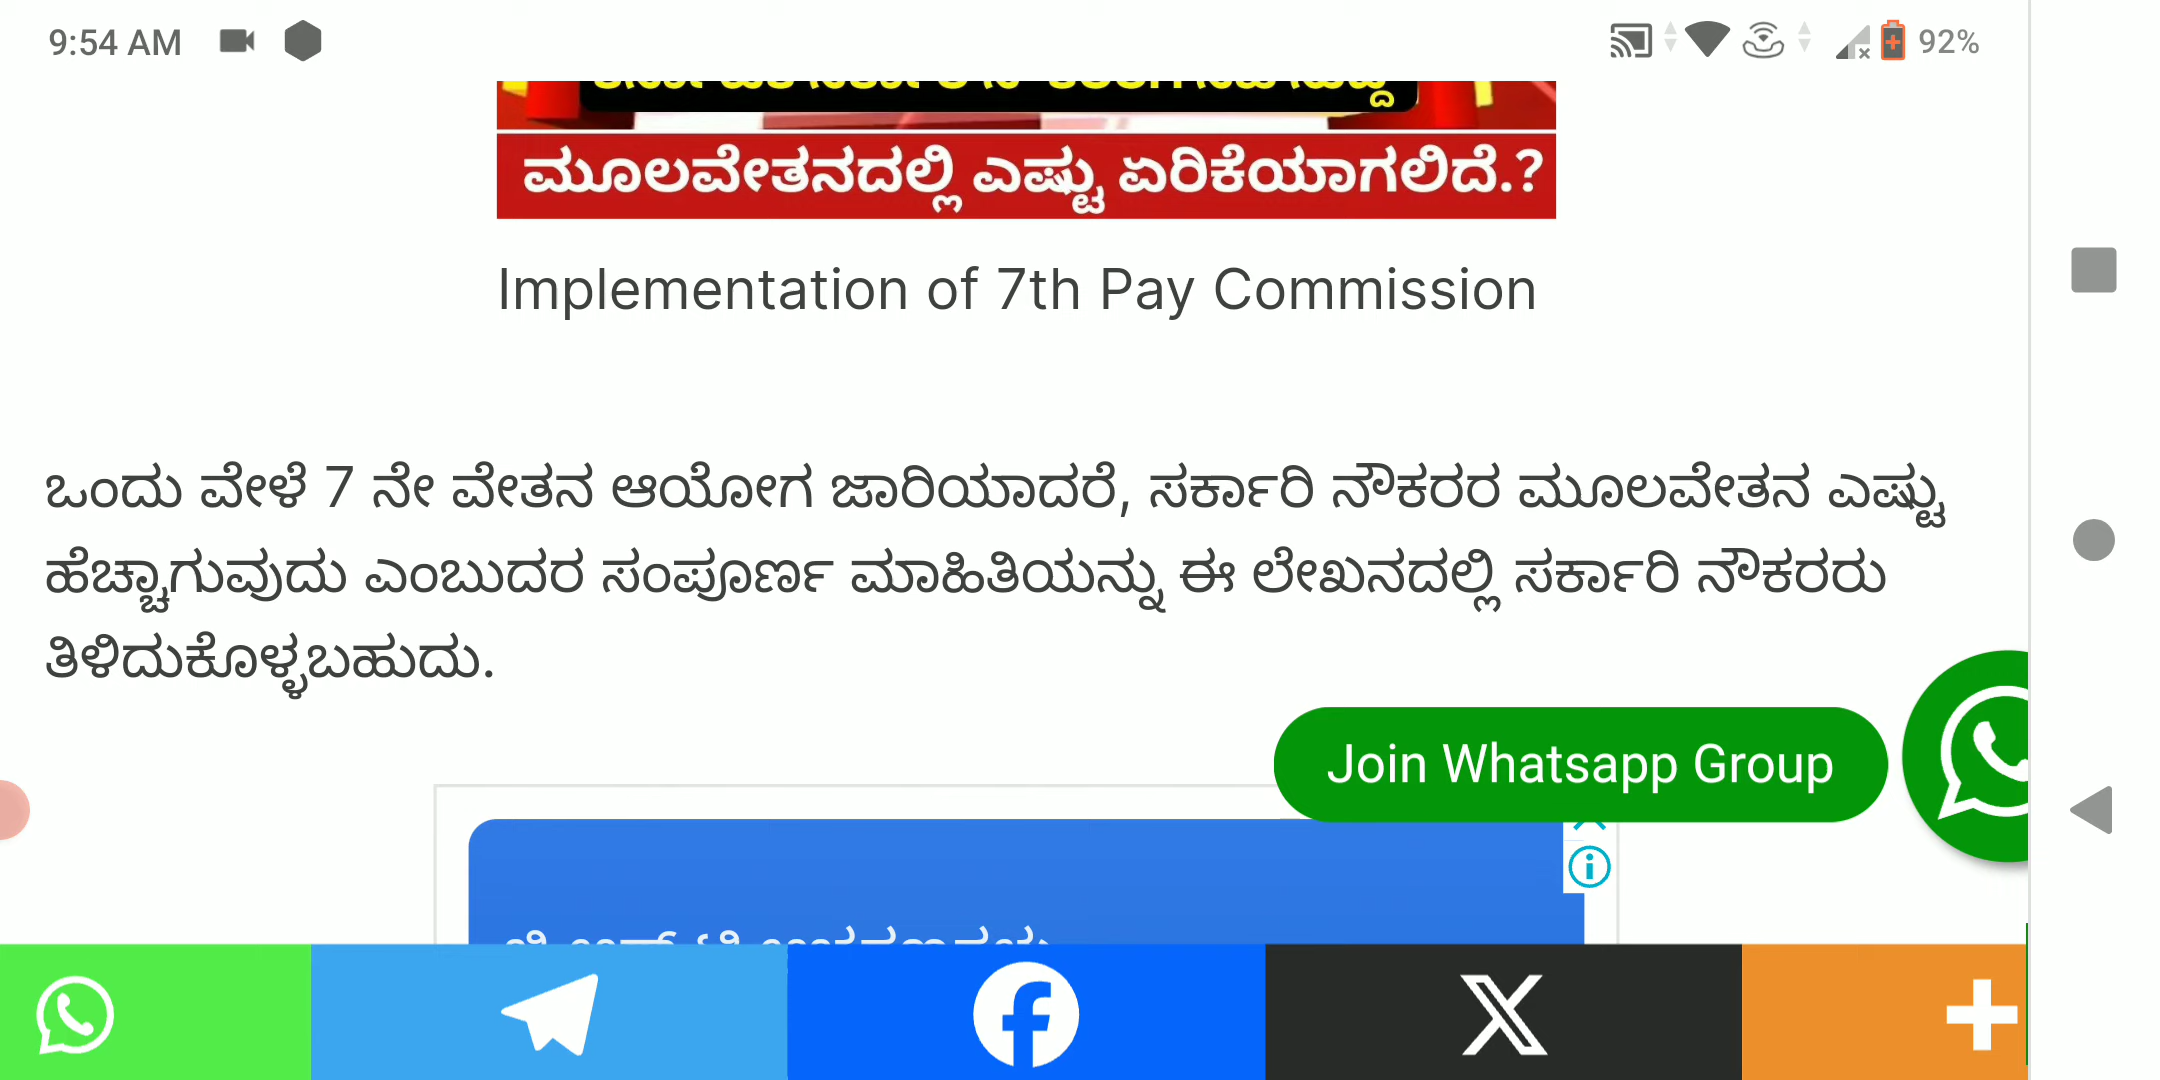 9:54 AM
92%
ಮೂಲವೇತನದಲ್ಲಿ ಎಷ್ಟು ಏರಿಕೆಯಾಗಲಿದೆ.?
Implementation of 7th Pay Commission
ಒಂದು ವೇಳೆ 7 ನೇ ವೇತನ ಆಯೋಗ ಜಾರಿಯಾದರೆ, ಸರ್ಕಾರಿ ನೌಕರರ ಮೂಲವೇತನ ಎಷ್ಟು
ಹೆಚ್ಚಾಗುವುದು ಎಂಬುದರ ಸಂಪೂರ್ಣ ಮಾಹಿತಿಯನ್ನು ಈ ಲೇಖನದಲ್ಲಿ ಸರ್ಕಾರಿ ನೌಕರರು
ತಿಳಿದುಕೊಳ್ಳಬಹುದು.
Join Whatsapp Group